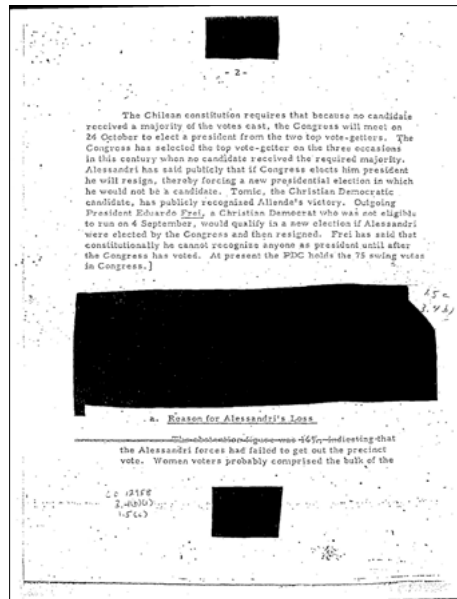 - 2 -
The Chilean constitution requires that because no candidate
received a majority of the votes cast, the Congress will meet on
24 October to elect a president from the two top vote-getters. The
Congress has selected the top vote-getter on the three occasions
in this century when no candidate received the required majority.
Alessandri has said publicly that if Congress elects him president
he will resign, thereby forcing a new presidential election in which
he would not be a candidate. Tomic, the Christian Democratic
candidate, has publicly recognized Allende's victory. Outgoing
President Eduardo Frei, a Christian Democrat who was not eligible
to run on 4 September, would qualify in a new election if Alessandri
were elected by the Congress and then resigned. Frei has said that
constitutionally he cannot recognize anyone as president until after
the Congress has voted. At present the PDC holds the 75 swing votes
in Congress.]
3.4(b)
a. Reason for Alessandri's Loss
The abstention figure was 16%, indicating that
the Alessandri forces had failed to get out the precinct
vote. Women voters probably comprised the bulk of the
EO 12958